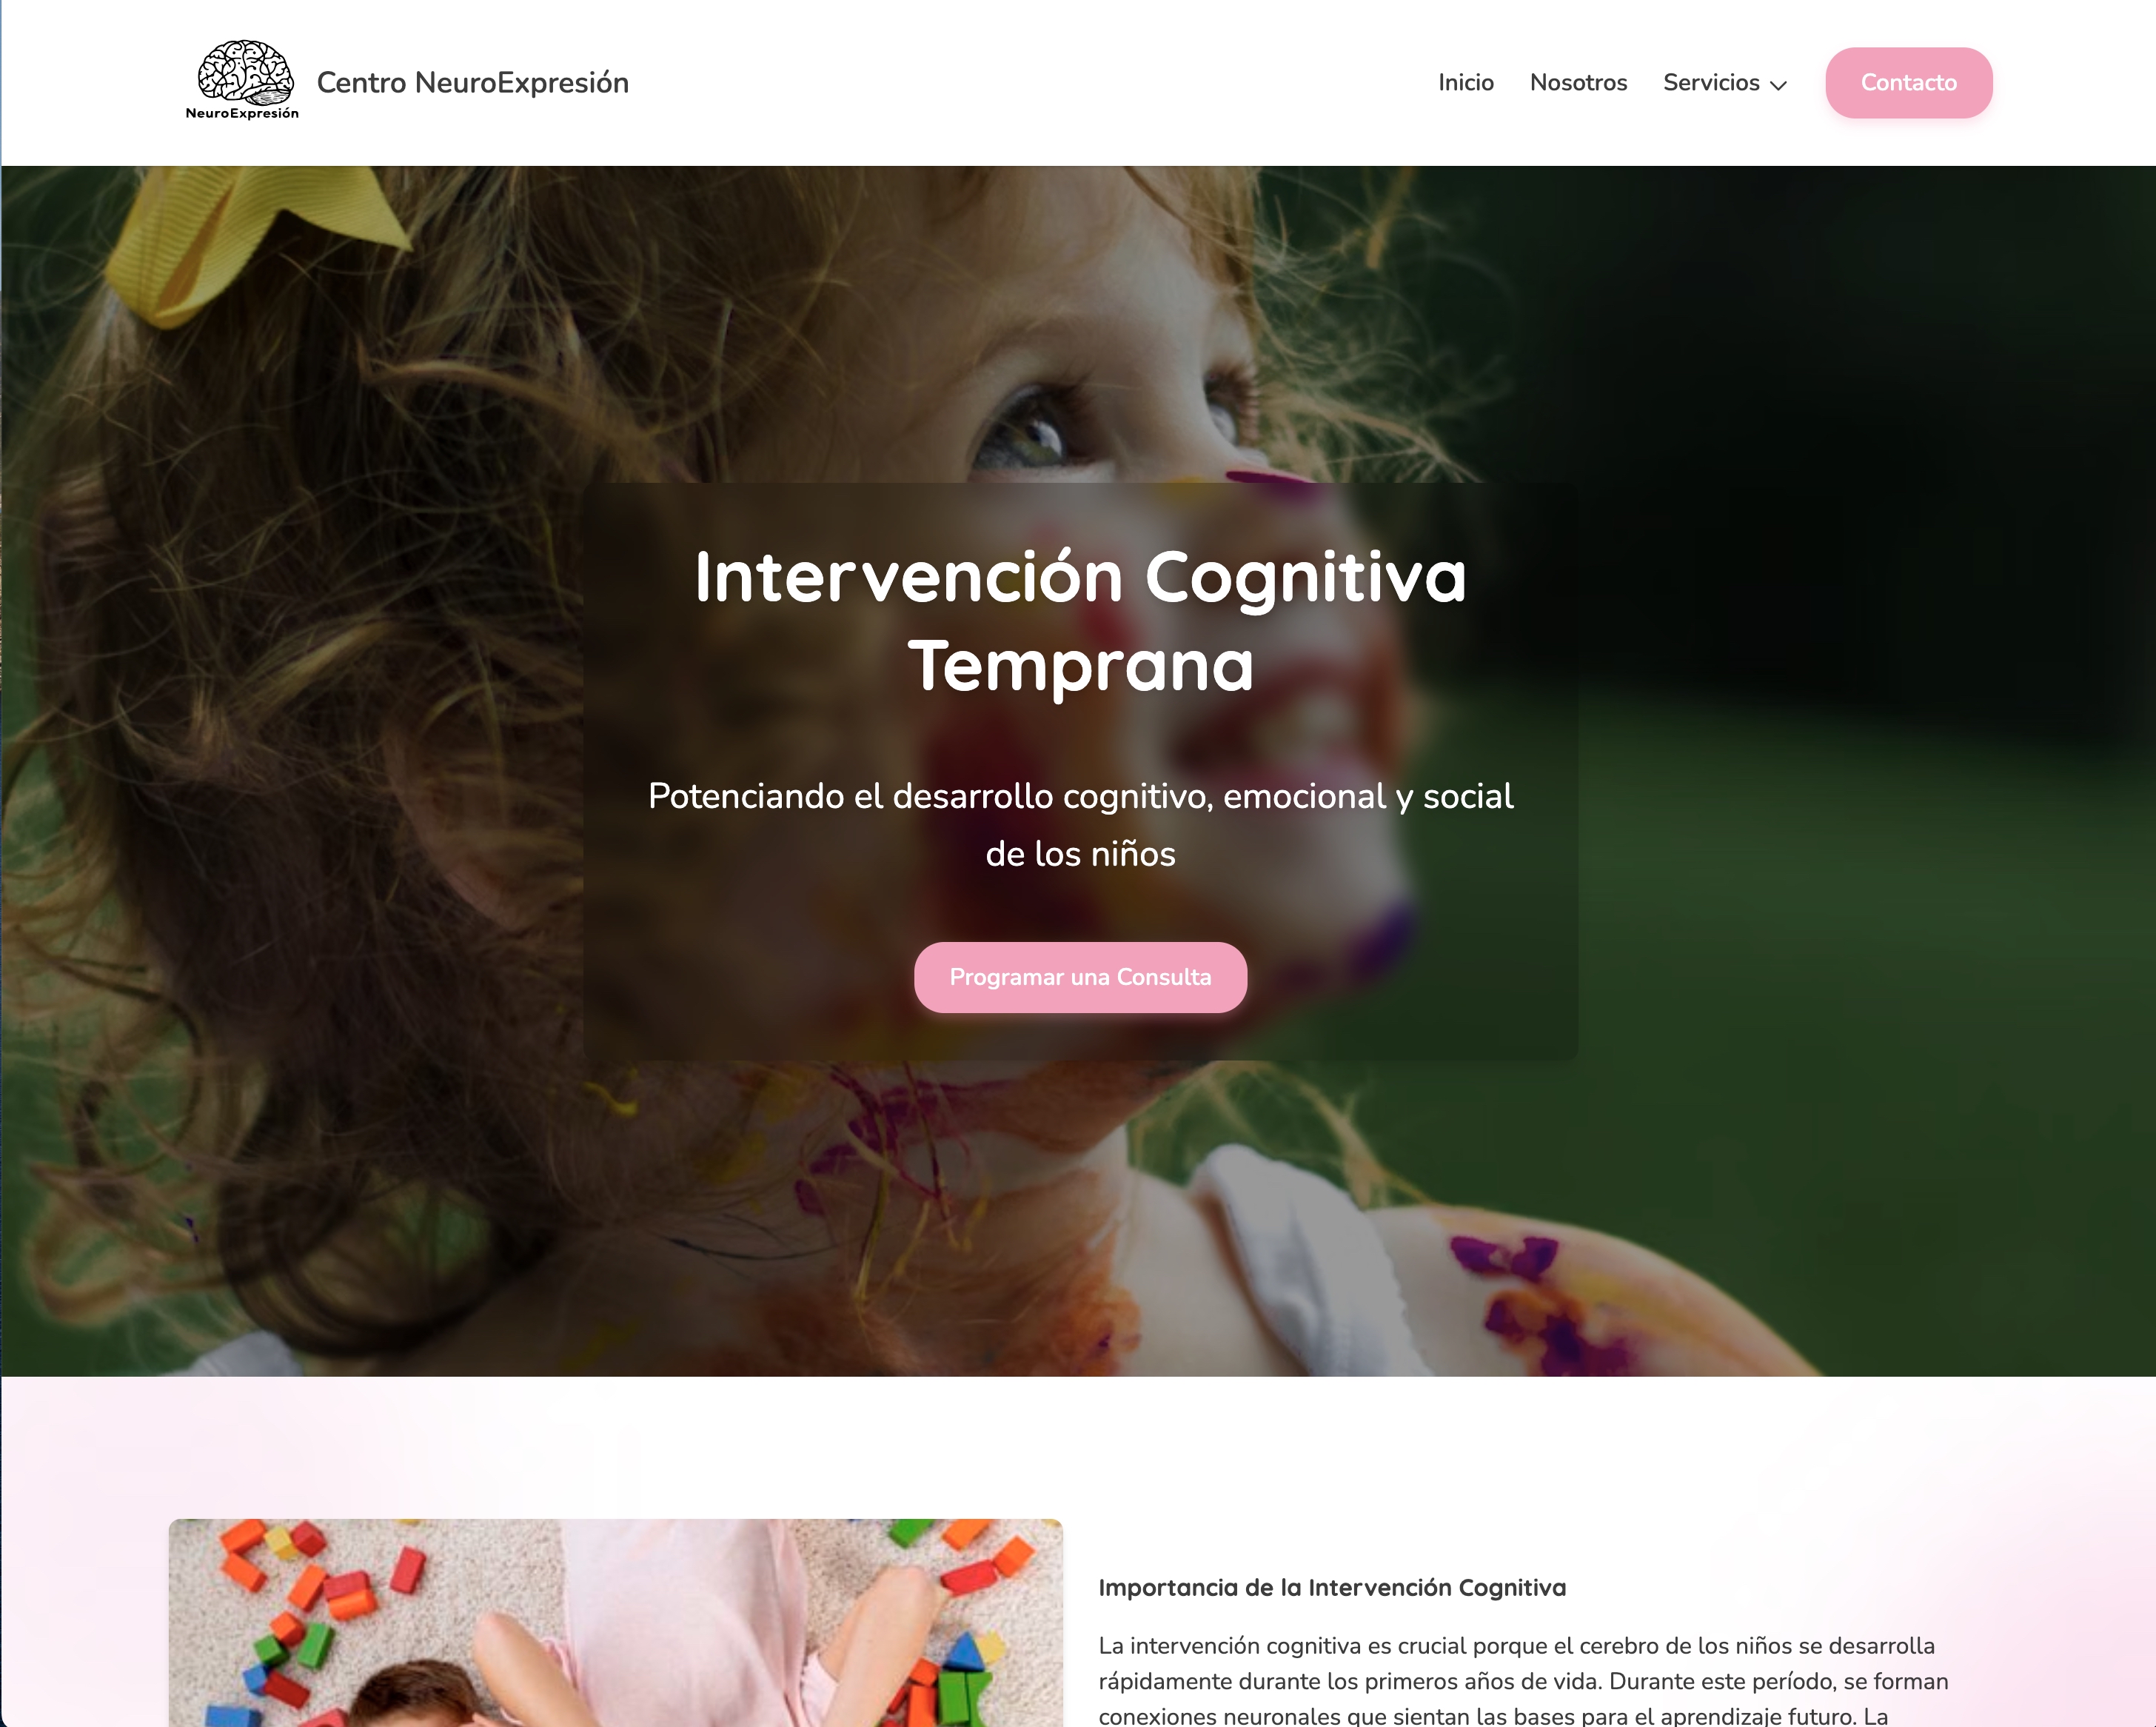 NeuroExpresión
Centro NeuroExpresión
Inicio
Nosotros
Servicios
Contacto
Intervención Cognitiva
Temprana
Potenciando el desarrollo cognitivo, emocional y social
de los niños
Programar una Consulta
Importancia de la Intervención Cognitiva
La intervención cognitiva es crucial porque el cerebro de los niños se desarrolla
rápidamente durante los primeros años de vida. Durante este período, se forman
conexiones neuronales que sientan las bases para el aprendizaje futuro. La